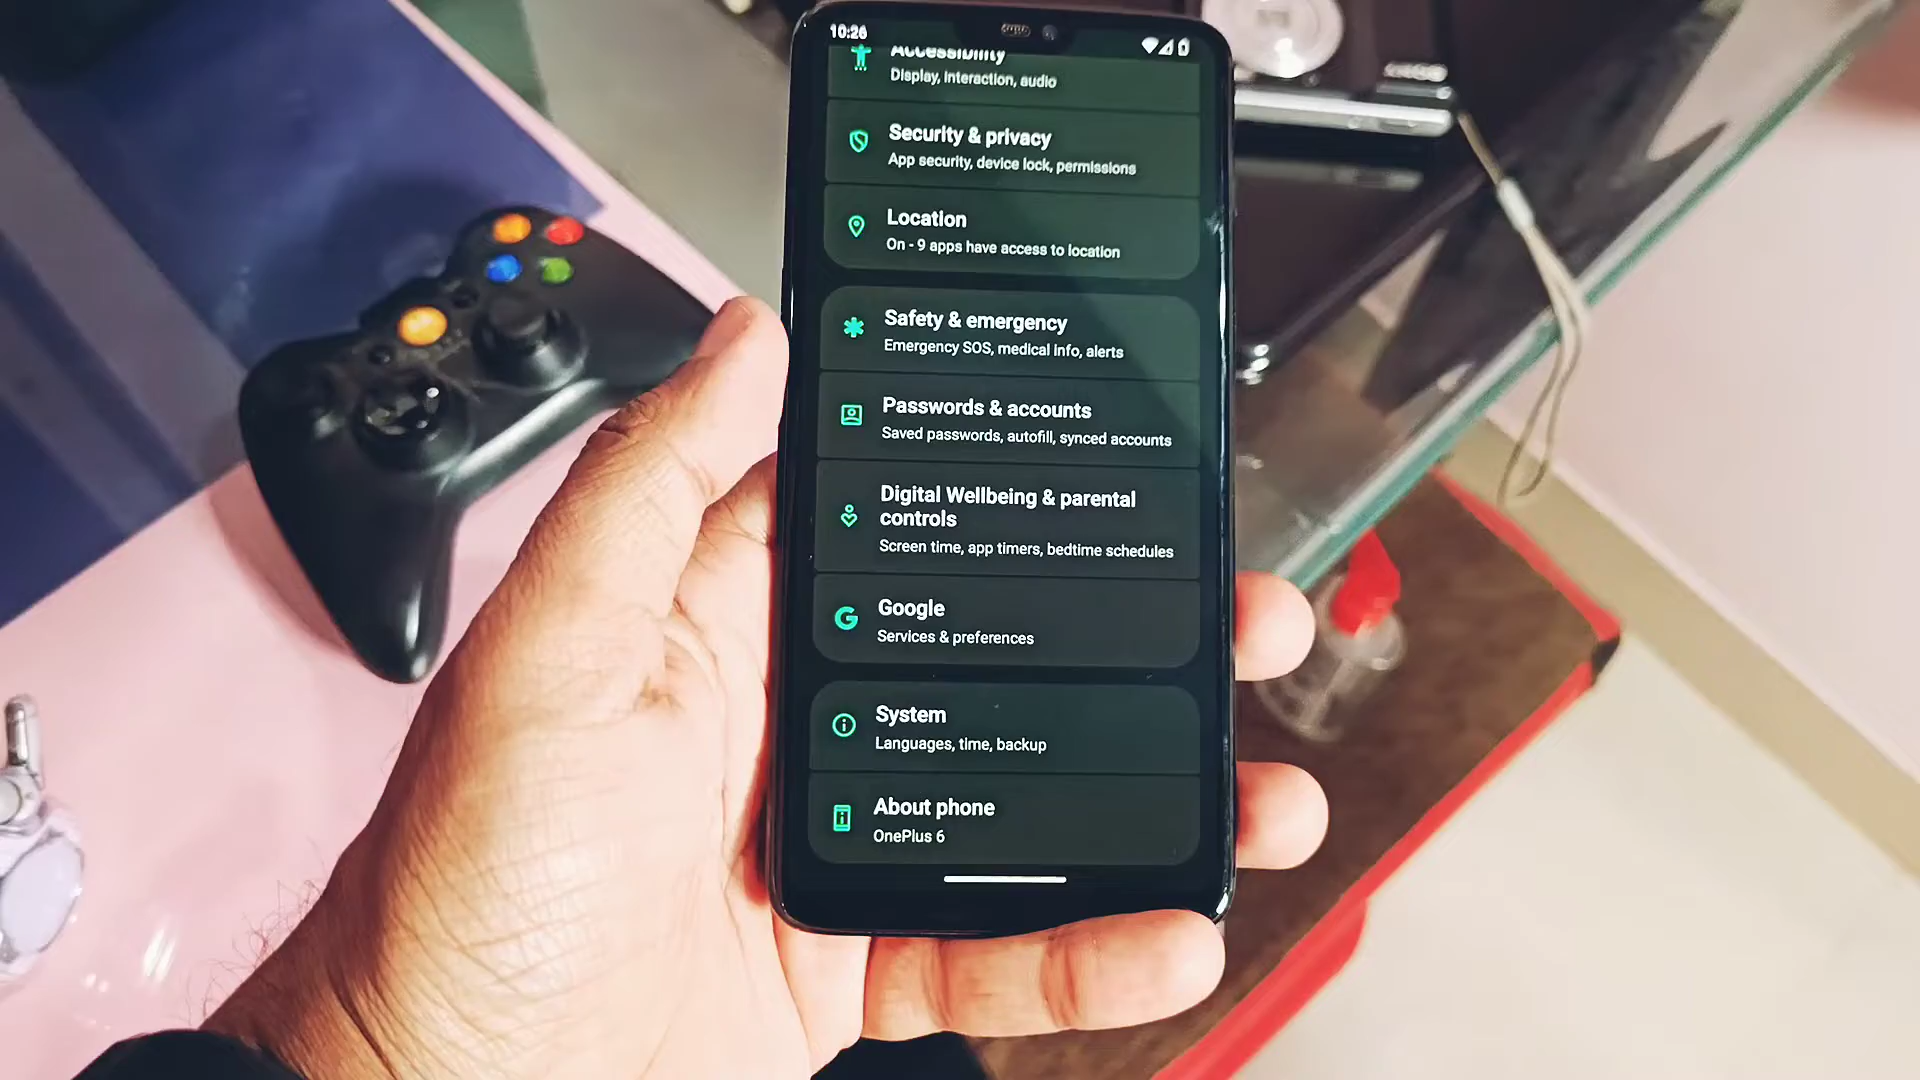 10:26
Accessibility
Display, interaction, audio
Security & privacy
App security, device lock, permissions
Location
On - 9 apps have access to location
Safety & emergency
Emergency SOS, medical info, alerts
Passwords & accounts
Saved passwords, autofill, synced accounts
Digital Wellbeing & parental
controls
Screen time, app timers, bedtime schedules
Google
Services & preferences
System
Languages, time, backup
About phone
OnePlus 6